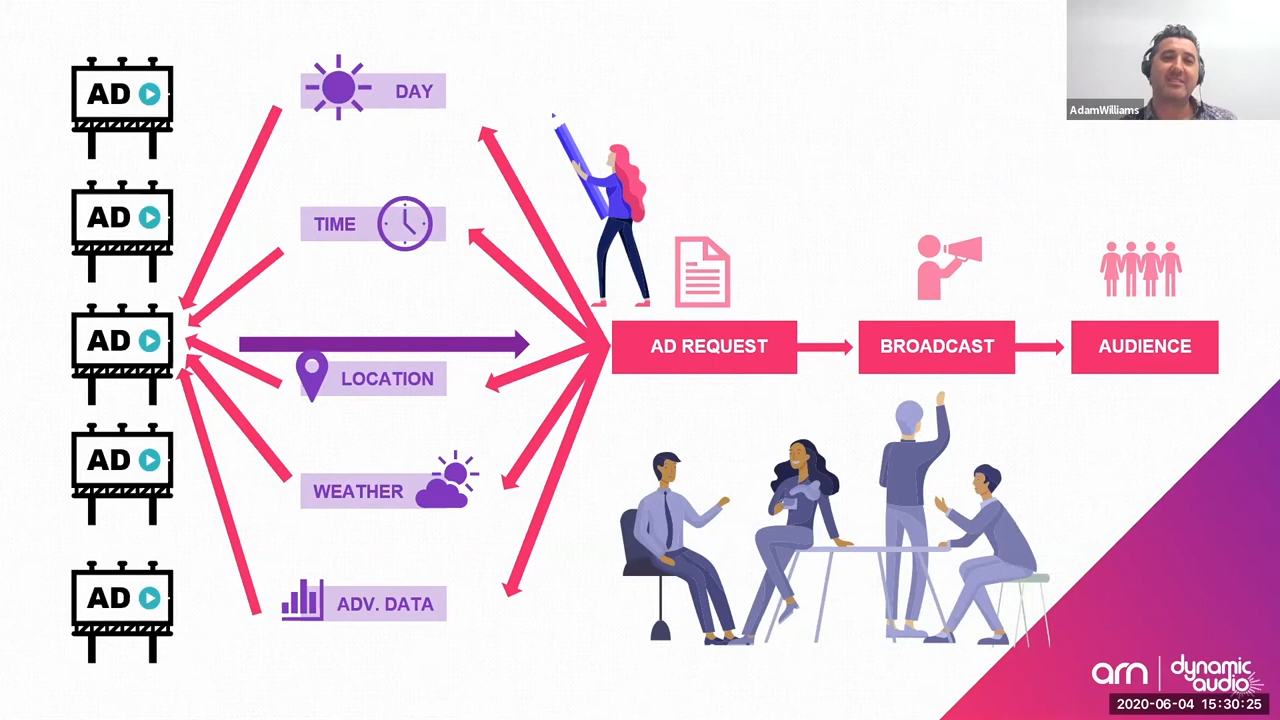 AD
AD
AD
AD
AD
DAY
TIME
LOCATION
WEATHER
ADV. DATA
AD REQUEST
BROADCAST
AUDIENCE
AdamWilliams
arn
dynamic
audio
2020-06-04 15:30:25